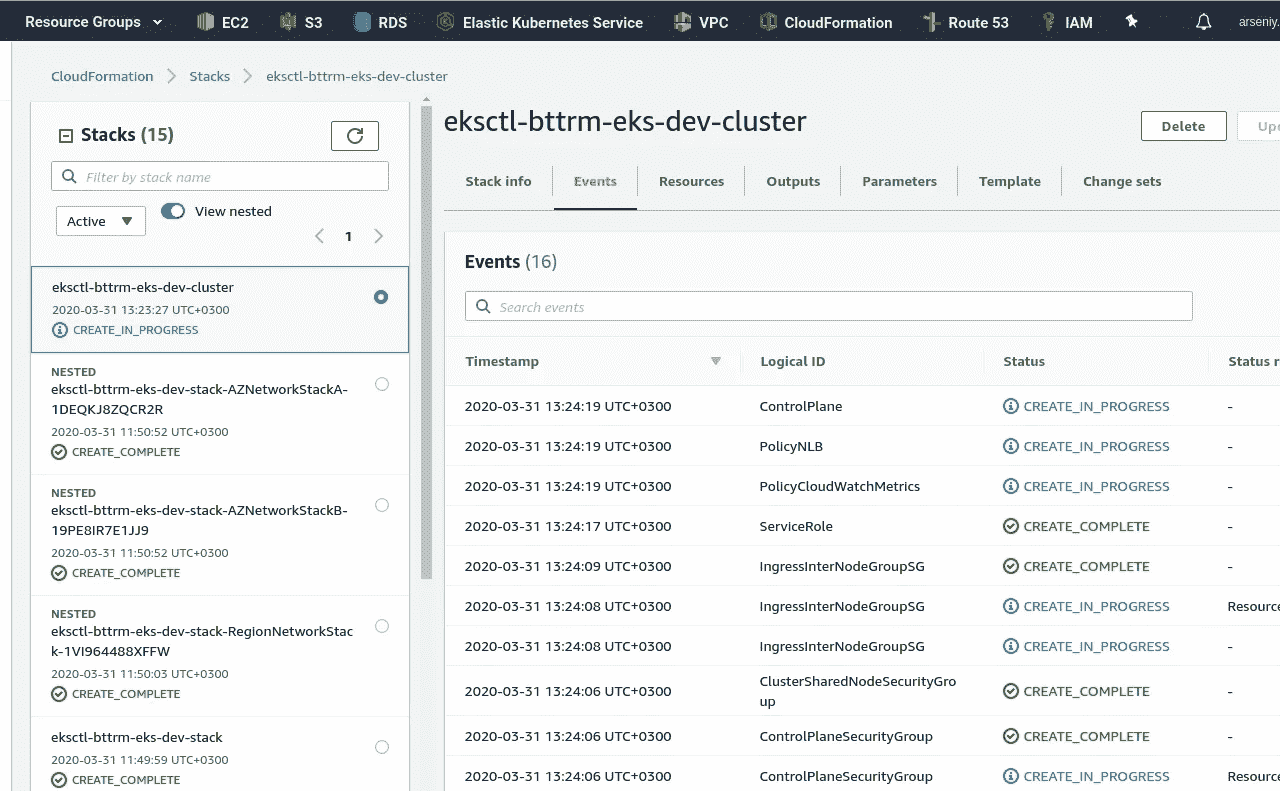 Resource Groups EC2 S3 RDS Elastic Kubernetes Service VPC CloudFormation Route 53 IAM arseniy.
CloudFormation Stacks eksctl-bttrm-eks-dev-cluster
Stacks (15)
Filter by stack name
Active View nested
1
eksctl-bttrm-eks-dev-cluster
2020-03-31 13:23:27 UTC+0300
CREATE_IN_PROGRESS
NESTED
eksctl-bttrm-eks-dev-stack-AZNetworkStackA-
1DEQKJ8ZQCR2R
2020-03-31 11:50:52 UTC+0300
CREATE_COMPLETE
NESTED
eksctl-bttrm-eks-dev-stack-AZNetworkStackB-
19PE8IR7E1JJ9
2020-03-31 11:50:52 UTC+0300
CREATE_COMPLETE
NESTED
eksctl-bttrm-eks-dev-stack-RegionNetworkStac
k-1VI964488XFFW
2020-03-31 11:50:03 UTC+0300
CREATE_COMPLETE
eksctl-bttrm-eks-dev-stack
2020-03-31 11:49:59 UTC+0300
CREATE_COMPLETE
eksctl-bttrm-eks-dev-cluster
Delete Up
Stack info Events Resources Outputs Parameters Template Change sets
Events (16)
Search events
Timestamp Logical ID Status Status r
2020-03-31 13:24:19 UTC+0300 ControlPlane CREATE_IN_PROGRESS -
2020-03-31 13:24:19 UTC+0300 PolicyNLB CREATE_IN_PROGRESS -
2020-03-31 13:24:19 UTC+0300 PolicyCloudWatchMetrics CREATE_IN_PROGRESS -
2020-03-31 13:24:17 UTC+0300 ServiceRole CREATE_COMPLETE -
2020-03-31 13:24:09 UTC+0300 IngressInterNodeGroupSG CREATE_COMPLETE -
2020-03-31 13:24:08 UTC+0300 IngressInterNodeGroupSG CREATE_IN_PROGRESS Resource
2020-03-31 13:24:08 UTC+0300 IngressInterNodeGroupSG CREATE_IN_PROGRESS -
2020-03-31 13:24:06 UTC+0300 ClusterSharedNodeSecurityGro
up CREATE_COMPLETE -
2020-03-31 13:24:06 UTC+0300 ControlPlaneSecurityGroup CREATE_COMPLETE -
2020-03-31 13:24:06 UTC+0300 ControlPlaneSecurityGroup CREATE_IN_PROGRESS Resource